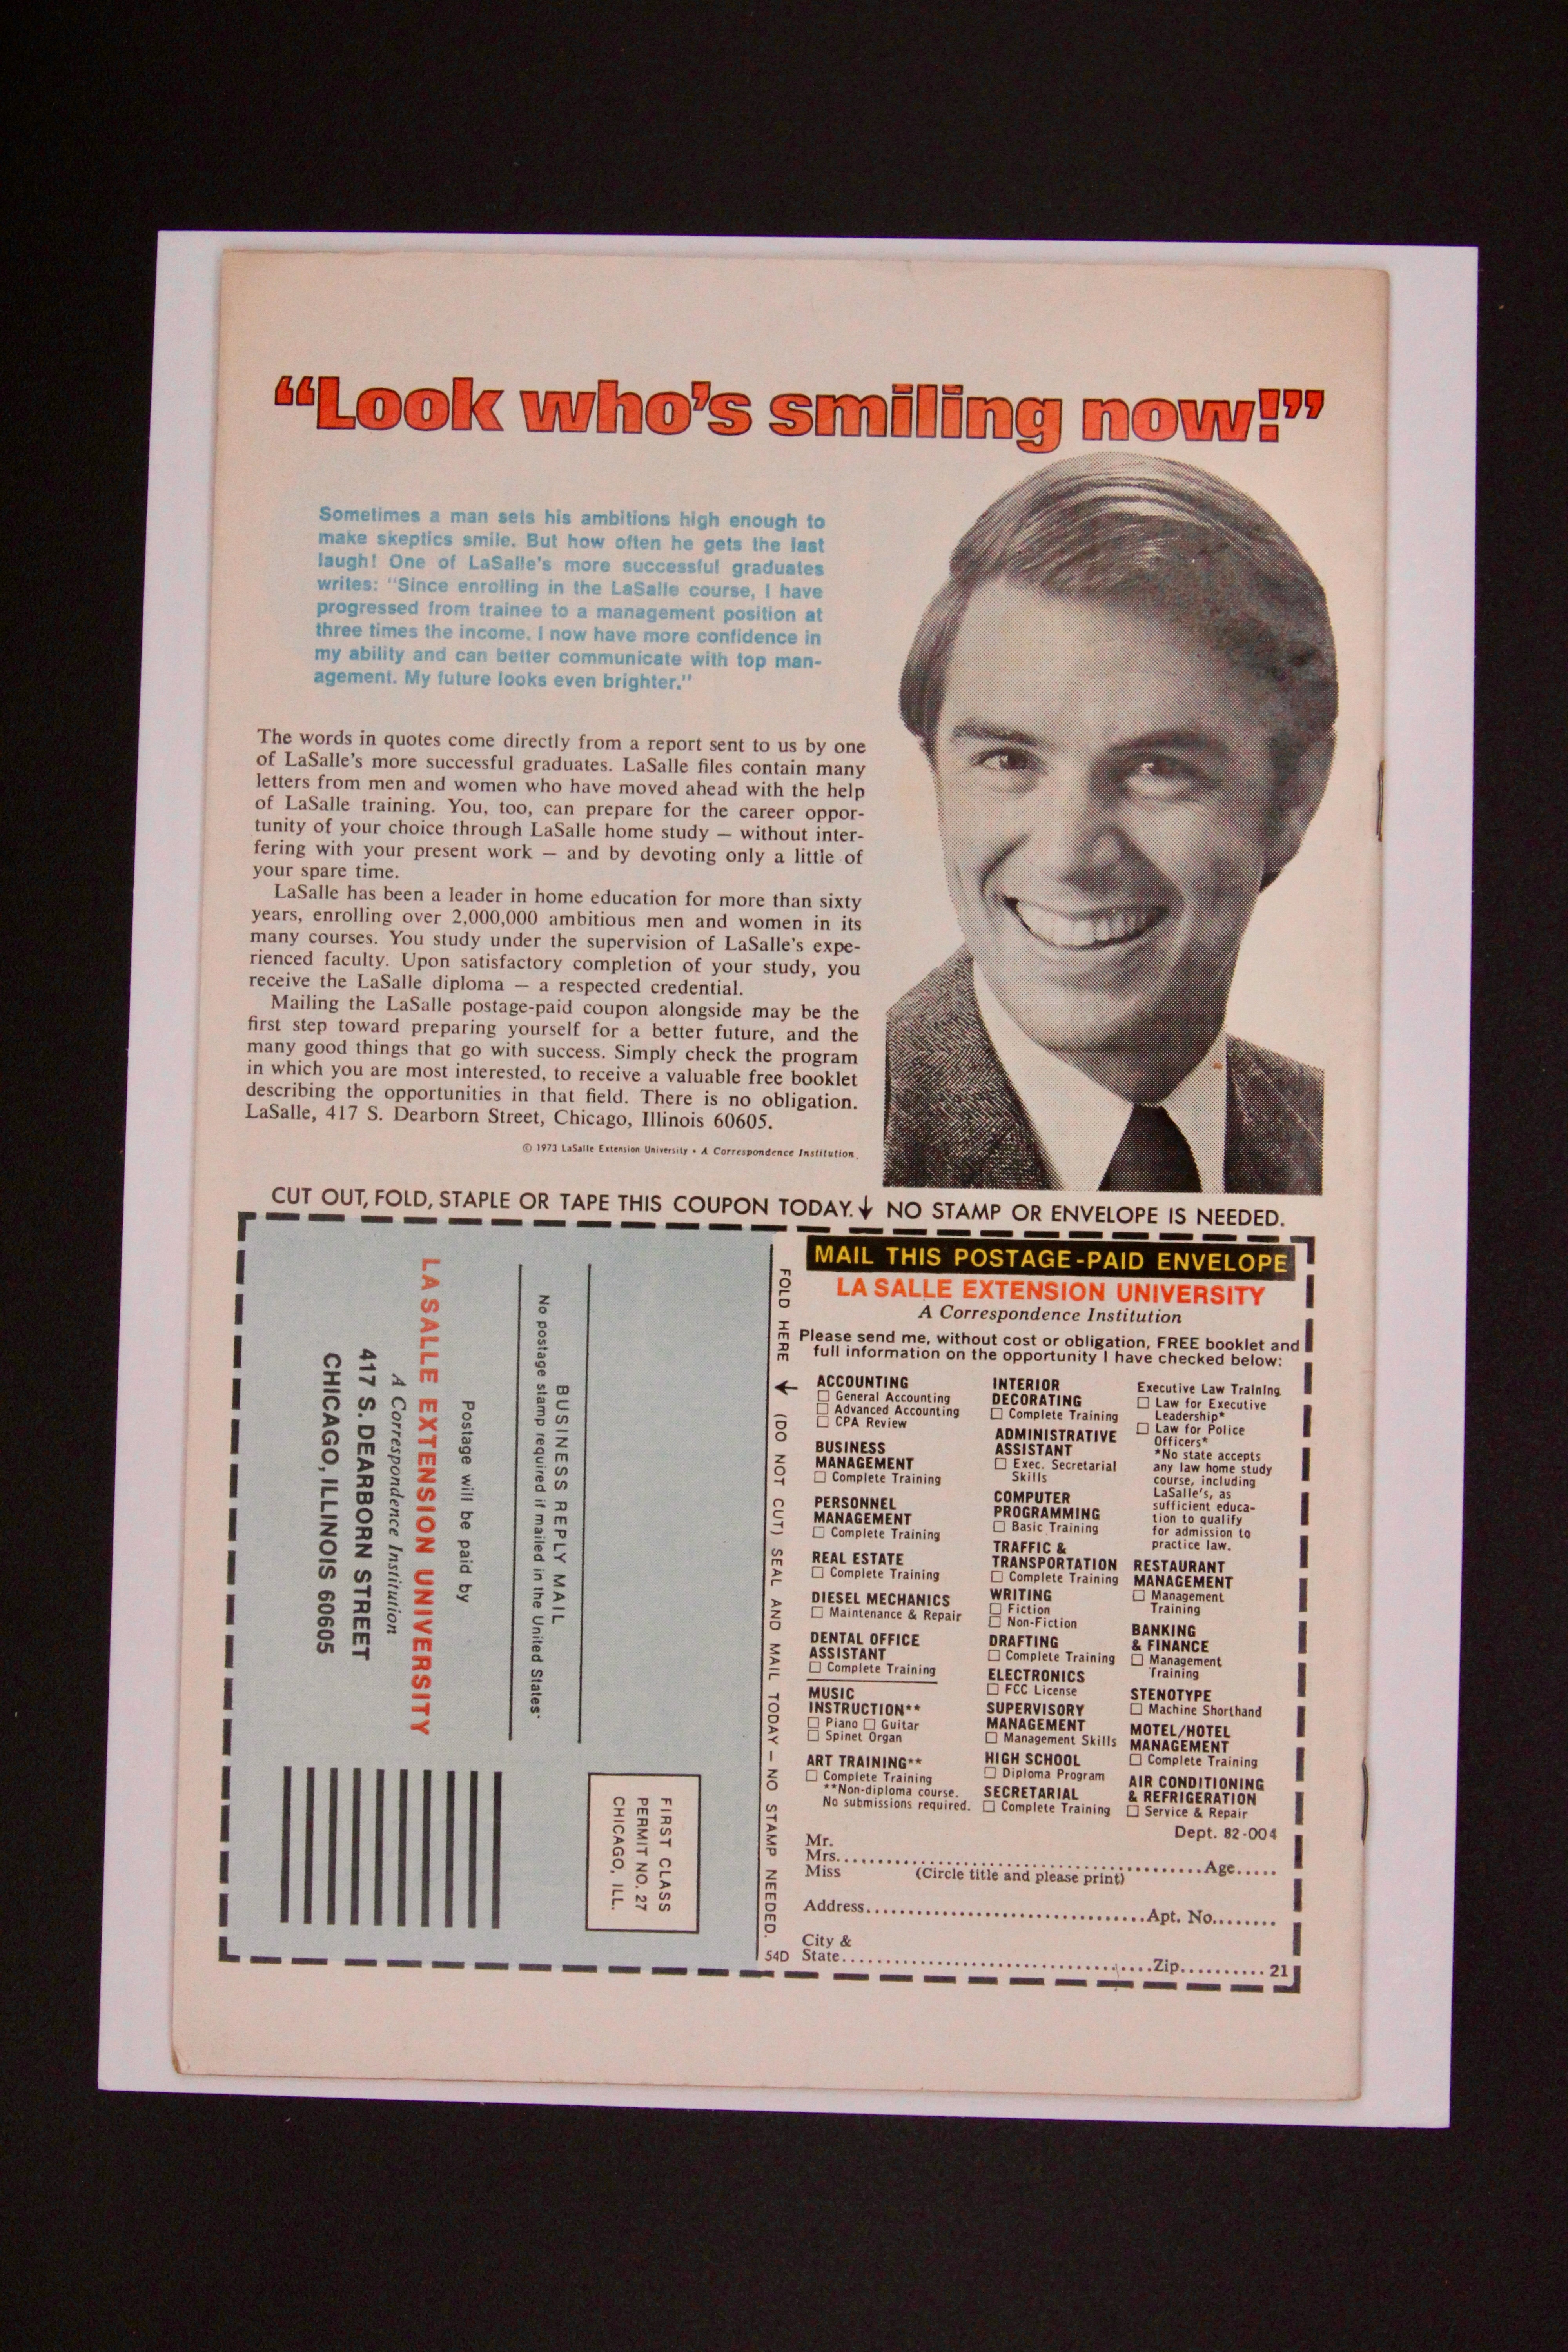 “Look who's smiling now!”
Sometimes a man sets his ambitions high enough to
make skeptics smile. But how often he gets the last
laugh! One of LaSalle's more successful graduates
writes: "Since enrolling in the LaSalle course, I have
progressed from trainee to a management position at
three times the income. I now have more confidence in
my ability and can better communicate with top man-
agement. My future looks even brighter."
The words in quotes come directly from a report sent to us by one
of LaSalle's more successful graduates. LaSalle files contain many
letters from men and women who have moved ahead with the help
of LaSalle training. You, too, can prepare for the career oppor-
tunity of your choice through LaSalle home study — without inter-
fering with your present work — and by devoting only a little of
your spare time.
LaSalle has been a leader in home education for more than sixty
years, enrolling over 2,000,000 ambitious men and women in its
many courses. You study under the supervision of LaSalle's expe-
rienced faculty. Upon satisfactory completion of your study, you
receive the LaSalle diploma — a respected credential.
Mailing the LaSalle postage-paid coupon alongside may be the
first step toward preparing yourself for a better future, and the
many good things that go with success. Simply check the program
in which you are most interested, to receive a valuable free booklet
describing the opportunities in that field. There is no obligation.
LaSalle, 417 S. Dearborn Street, Chicago, Illinois 60605.
© 1973 LaSalle Extension University • A Correspondence Institution
CUT OUT, FOLD, STAPLE OR TAPE THIS COUPON TODAY. ↓ NO STAMP OR ENVELOPE IS NEEDED.
BUSINESS REPLY MAIL
No postage stamp required if mailed in the United States
Postage will be paid by
LA SALLE EXTENSION UNIVERSITY
A Correspondence Institution
417 S. DEARBORN STREET
CHICAGO, ILLINOIS 60605
FIRST CLASS
PERMIT NO. 27
CHICAGO, ILL.
FOLD HERE → (DO NOT CUT) SEAL AND MAIL TODAY — NO STAMP NEEDED.
54D
MAIL THIS POSTAGE-PAID ENVELOPE
LA SALLE EXTENSION UNIVERSITY
A Correspondence Institution
Please send me, without cost or obligation, FREE booklet and
full information on the opportunity I have checked below:
ACCOUNTING
☐ General Accounting
☐ Advanced Accounting
☐ CPA Review
BUSINESS
MANAGEMENT
☐ Complete Training
PERSONNEL
MANAGEMENT
☐ Complete Training
REAL ESTATE
☐ Complete Training
DIESEL MECHANICS
☐ Maintenance & Repair
DENTAL OFFICE
ASSISTANT
☐ Complete Training
MUSIC
INSTRUCTION**
☐ Piano ☐ Guitar
☐ Spinet Organ
ART TRAINING**
☐ Complete Training
**Non-diploma course.
No submissions required.
INTERIOR
DECORATING
☐ Complete Training
ADMINISTRATIVE
ASSISTANT
☐ Exec. Secretarial
Skills
COMPUTER
PROGRAMMING
☐ Basic Training
TRAFFIC &
TRANSPORTATION
☐ Complete Training
WRITING
☐ Fiction
☐ Non-Fiction
DRAFTING
☐ Complete Training
ELECTRONICS
☐ FCC License
SUPERVISORY
MANAGEMENT
☐ Management Skills
HIGH SCHOOL
☐ Diploma Program
SECRETARIAL
☐ Complete Training
Executive Law Training
☐ Law for Executive
Leadership*
☐ Law for Police
Officers*
*No state accepts
any law home study
course, including
LaSalle's, as
sufficient educa-
tion to qualify
for admission to
practice law.
RESTAURANT
MANAGEMENT
☐ Management
Training
BANKING
& FINANCE
☐ Management
Training
STENOTYPE
☐ Machine Shorthand
MOTEL/HOTEL
MANAGEMENT
☐ Complete Training
AIR CONDITIONING
& REFRIGERATION
☐ Service & Repair
Dept. 82-004
Mr.
Mrs. Age
Miss (Circle title and please print)
Address Apt. No.
City &
State Zip 21